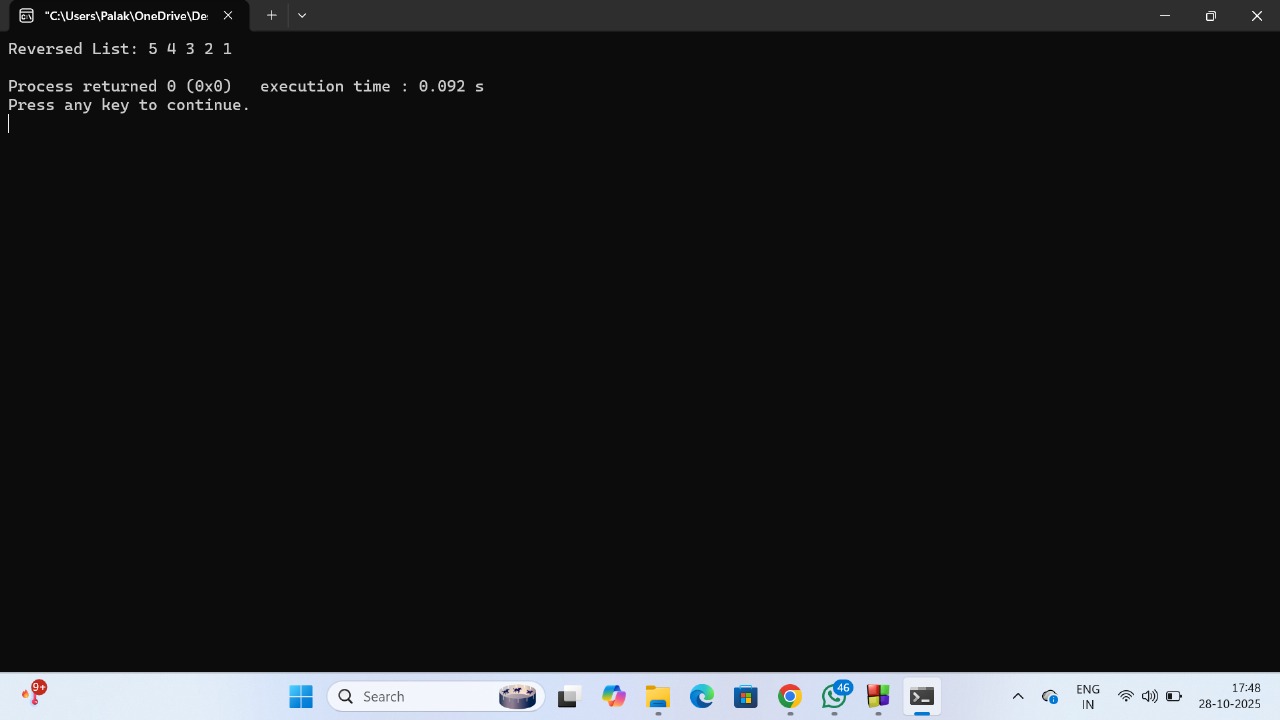 "C:\Users\Palak\OneDrive\De
Reversed List: 5 4 3 2 1
Process returned 0 (0x0)   execution time : 0.092 s
Press any key to continue.
9+
Search
46
ENG
IN
17:48
28-10-2025